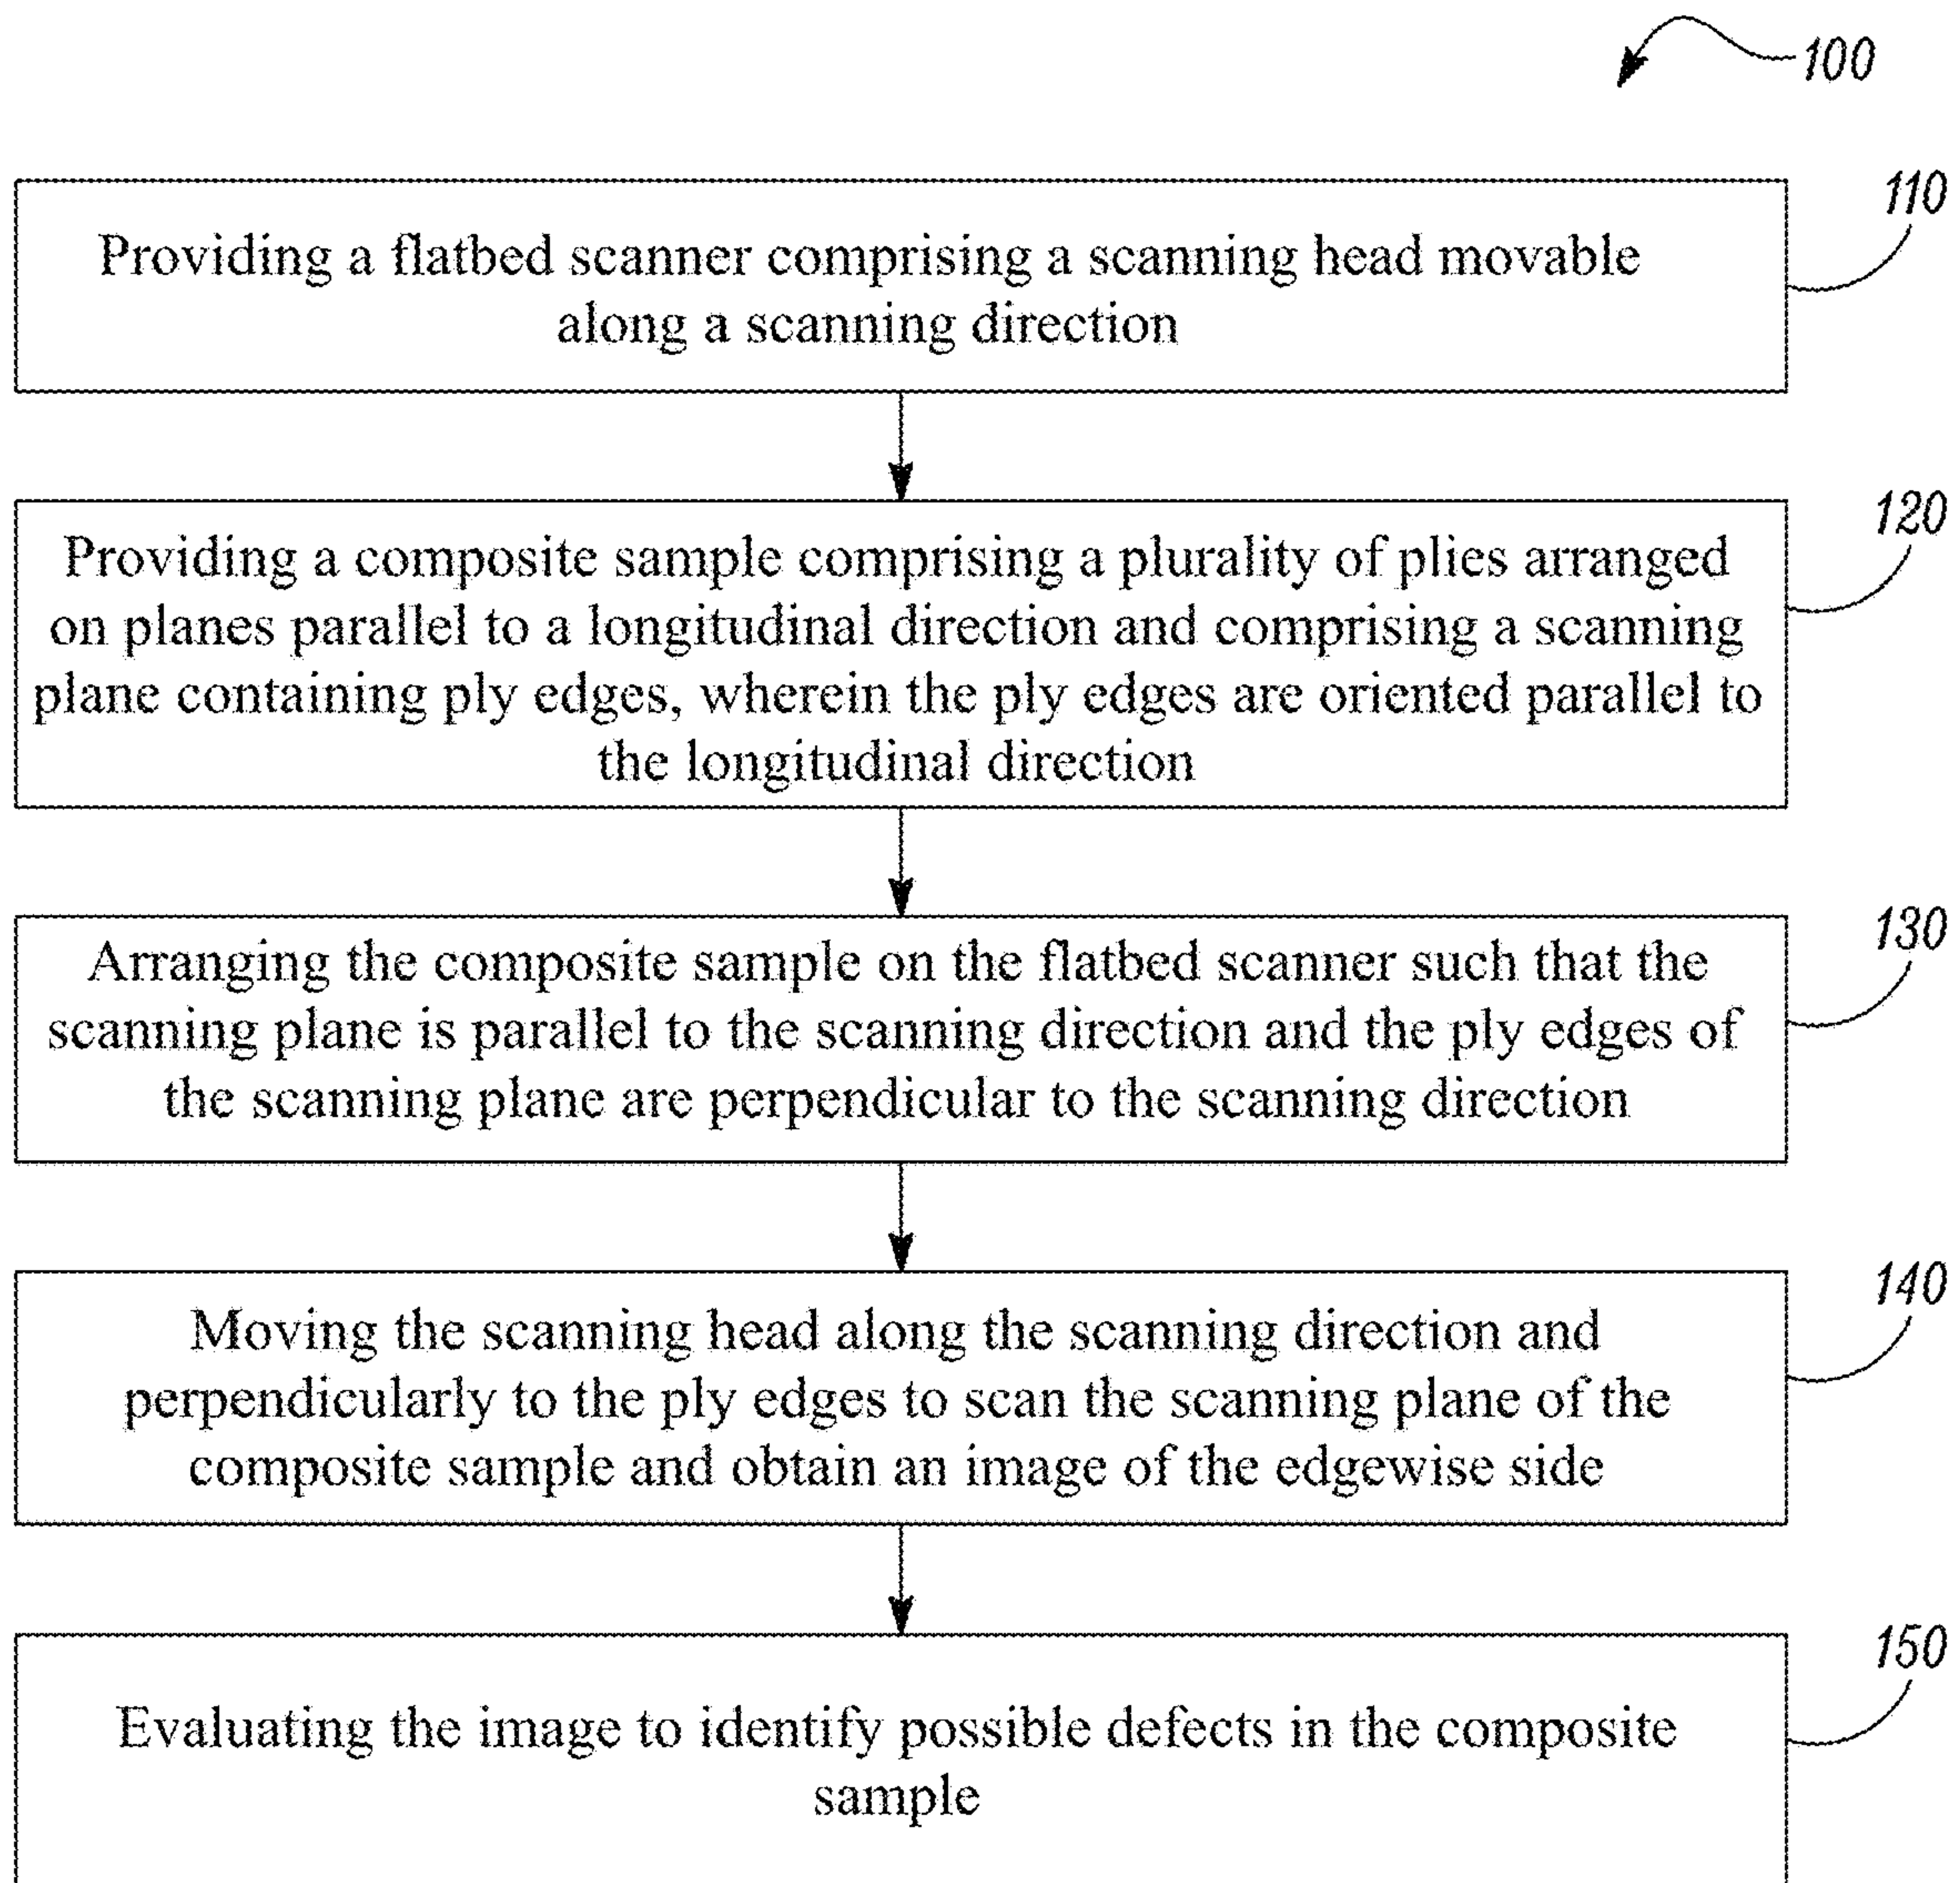 100
110
Providing a flatbed scanner comprising a scanning head movable
along a scanning direction
120
Providing a composite sample comprising a plurality of plies arranged
on planes parallel to a longitudinal direction and comprising a scanning
plane containing ply edges, wherein the ply edges are oriented parallel to
the longitudinal direction
130
Arranging the composite sample on the flatbed scanner such that the
scanning plane is parallel to the scanning direction and the ply edges of
the scanning plane are perpendicular to the scanning direction
140
Moving the scanning head along the scanning direction and
perpendicularly to the ply edges to scan the scanning plane of the
composite sample and obtain an image of the edgewise side
150
Evaluating the image to identify possible defects in the composite
sample